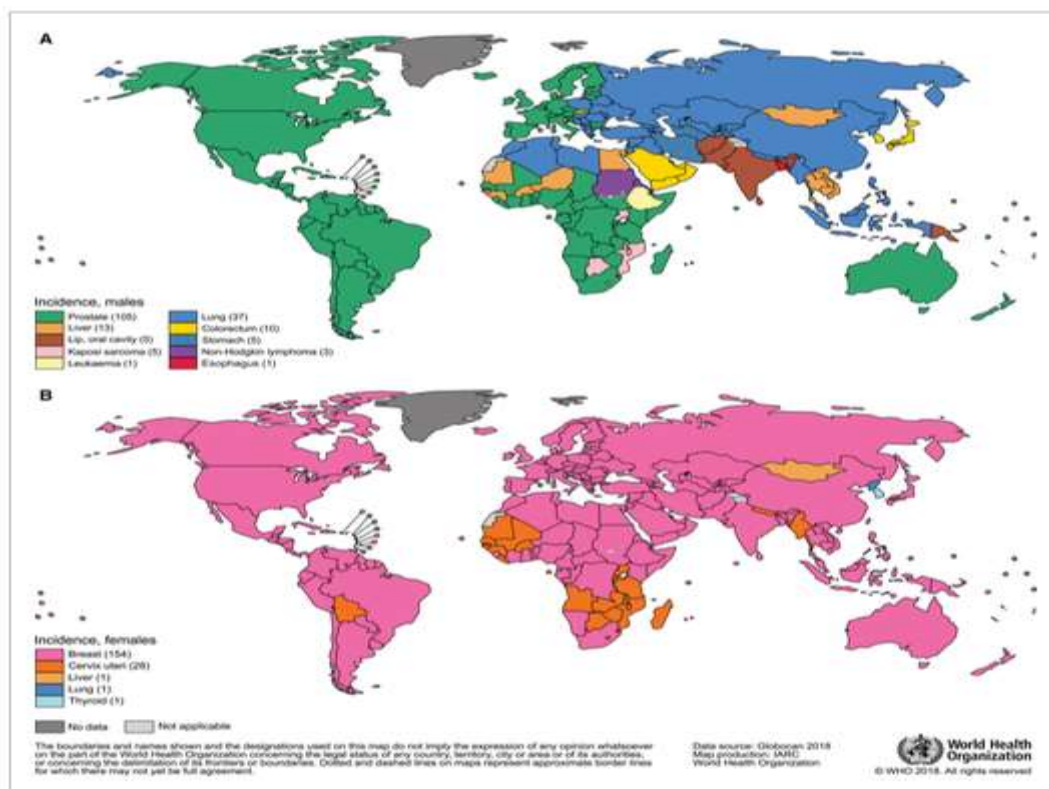 A
Incidence, males
Prostate (105)
Liver (13)
Lip, oral cavity (5)
Kaposi sarcoma (5)
Leukaemia (1)
Lung (37)
Colorectum (10)
Stomach (5)
Non-Hodgkin lymphoma (3)
Esophagus (1)
B
Incidence, females
Breast (154)
Cervix uteri (28)
Liver (1)
Lung (1)
Thyroid (1)
No data
Not applicable
The boundaries and names shown and the designations used on this map do not imply the expression of any opinion whatsoever
on the part of the World Health Organization concerning the legal status of any country, territory, city or area or of its authorities,
or concerning the delimitation of its frontiers or boundaries. Dotted and dashed lines on maps represent approximate border lines
for which there may not yet be full agreement.
Data source: Globocan 2018
Map production: IARC
World Health Organization
World Health
Organization
© WHO 2018. All rights reserved